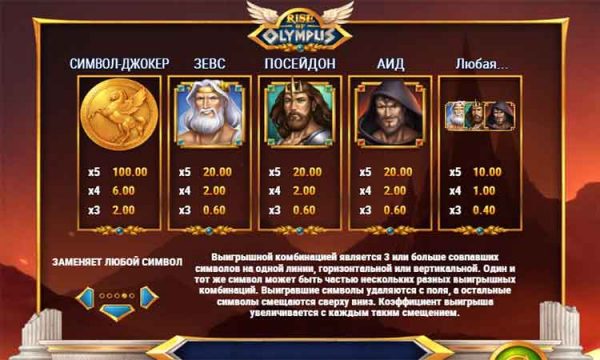 RISE
OF
OLYMPUS
СИМВОЛ-ДЖОКЕР ЗЕВС ПОСЕЙДОН АИД Любая...
x5 100.00 x5 20.00 x5 20.00 x5 20.00 x5 10.00
x4 6.00 x4 2.00 x4 2.00 x4 2.00 x4 1.00
x3 2.00 x3 0.60 x3 0.60 x3 0.60 x3 0.40
ЗАМЕНЯЕТ ЛЮБОЙ СИМВОЛ
Выигрышной комбинацией является 3 или больше совпавших
символов на одной линии, горизонтальной или вертикальной. Один и
тот же символ может быть частью нескольких разных выигрышных
комбинаций. Выигравшие символы удаляются с поля, а остальные
символы смещаются сверху вниз. Коэффициент выигрыша
увеличивается с каждым таким смещением.